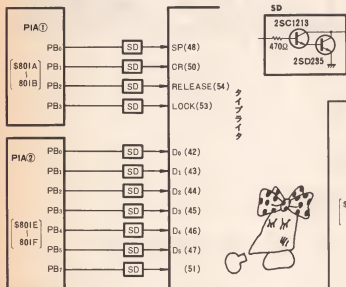 PIA①
$801A
~
801B
PB₀ SD SP(48)
PB₁ SD CR(50)
PB₂ SD RELEASE(54)
PB₃ SD LOCK(53)
タイプライタ
SD
2SC1213
470Ω
2SD235
PIA②
$801E
~
801F
PB₀ SD D₀(42)
PB₁ SD D₁(43)
PB₂ SD D₂(44)
PB₃ SD D₃(45)
PB₄ SD D₄(46)
PB₅ SD D₅(47)
PB₇ SD (51)